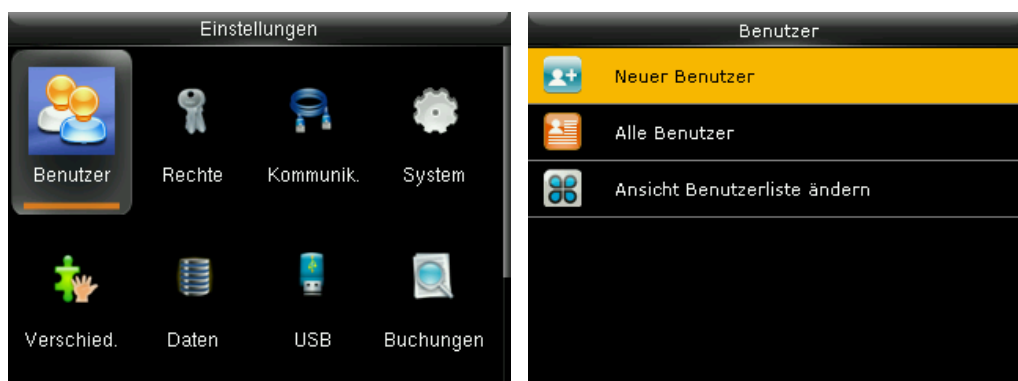 Einstellungen
Benutzer
Rechte
Kommunik.
System
Verschied.
Daten
USB
Buchungen
Benutzer
Neuer Benutzer
Alle Benutzer
Ansicht Benutzerliste ändern